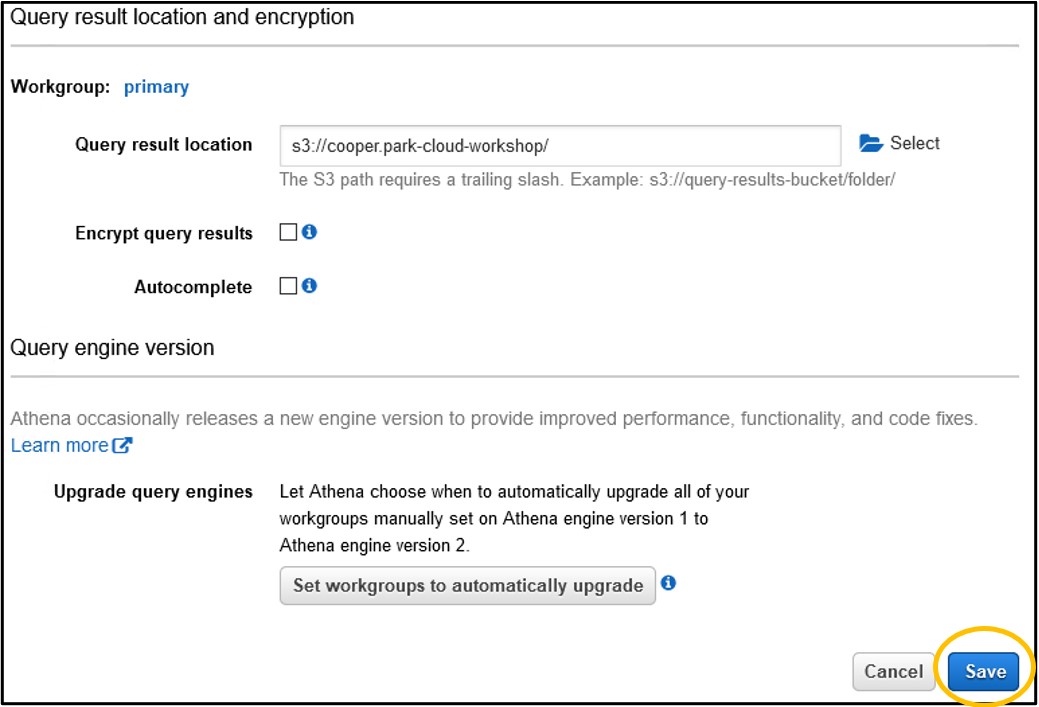 Query result location and encryption
Workgroup: primary
Query result location s3://cooper.park-cloud-workshop/ Select
The S3 path requires a trailing slash. Example: s3://query-results-bucket/folder/
Encrypt query results
Autocomplete
Query engine version
Athena occasionally releases a new engine version to provide improved performance, functionality, and code fixes.
Learn more
Upgrade query engines Let Athena choose when to automatically upgrade all of your
workgroups manually set on Athena engine version 1 to
Athena engine version 2.
Set workgroups to automatically upgrade
Cancel Save